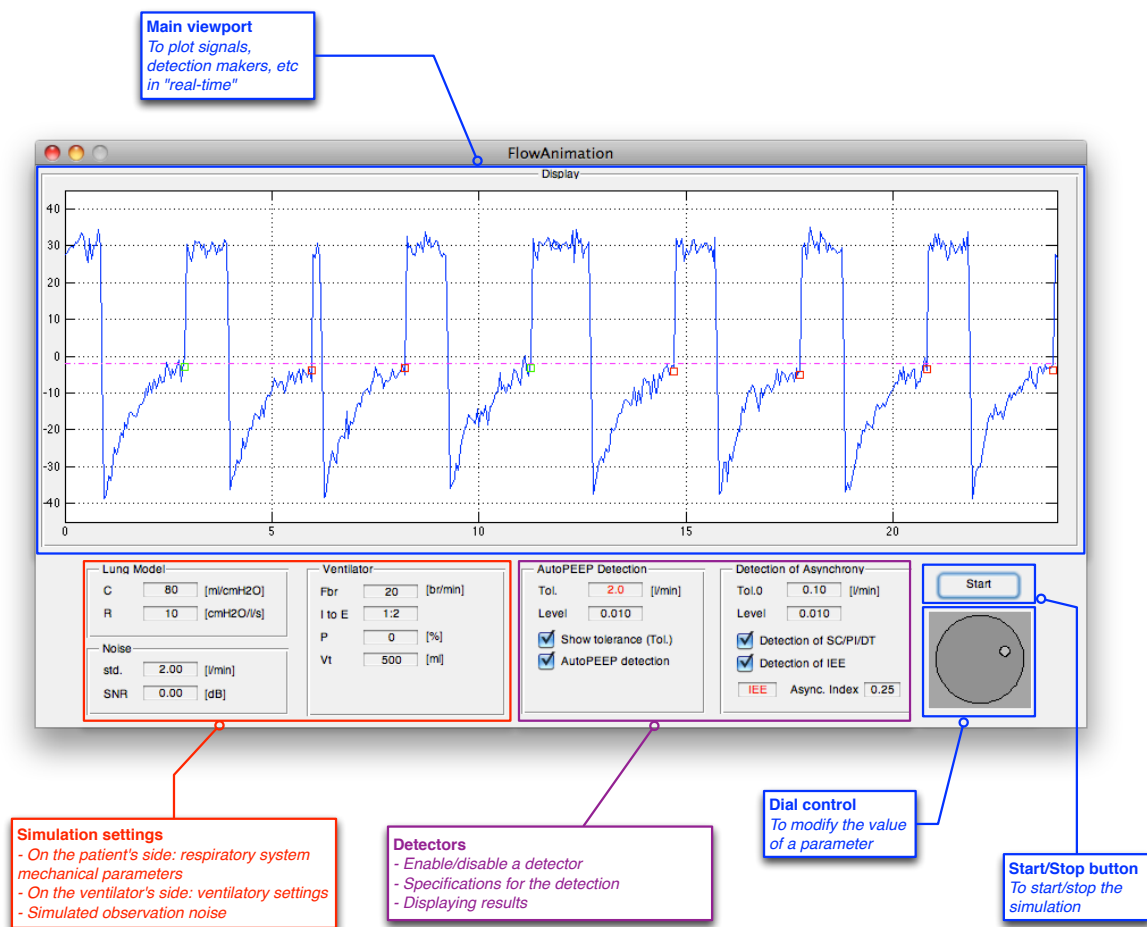 Main viewport
To plot signals,
detection makers, etc
in "real-time"
FlowAnimation
Display
40
30
20
10
0
-10
-20
-30
-40
0
5
10
15
20
Lung Model
C 80 [ml/cmH2O]
R 10 [cmH2O/l/s]
Noise
std. 2.00 [l/min]
SNR 0.00 [dB]
Ventilator
Fbr 20 [br/min]
I to E 1:2
P 0 [%]
Vt 500 [ml]
AutoPEEP Detection
Tol. 2.0 [l/min]
Level 0.010
Show tolerance (Tol.)
AutoPEEP detection
Detection of Asynchrony
Tol.0 0.10 [l/min]
Level 0.010
Detection of SC/PI/DT
Detection of IEE
IEE Async. Index 0.25
Start
Simulation settings
- On the patient's side: respiratory system
mechanical parameters
- On the ventilator's side: ventilatory settings
- Simulated observation noise
Detectors
- Enable/disable a detector
- Specifications for the detection
- Displaying results
Dial control
To modify the value
of a parameter
Start/Stop button
To start/stop the
simulation